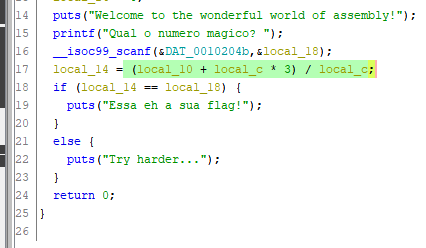 14 puts("Welcome to the wonderful world of assembly!");
15 printf("Qual o numero magico? ");
16 __isoc99_scanf(&DAT_0010204b,&local_18);
17 local_14 = (local_10 + local_c * 3) / local_c;
18 if (local_14 == local_18) {
19 puts("Essa eh a sua flag!");
20 }
21 else {
22 puts("Try harder...");
23 }
24 return 0;
25 }
26